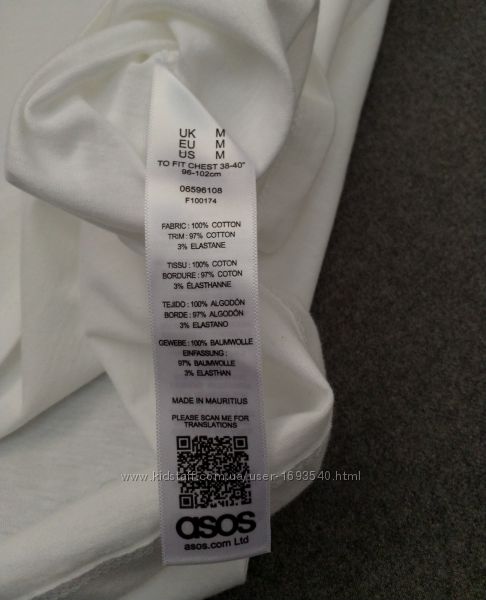 UK M
EU M
US M
TO FIT CHEST 38-40"
96-102cm
06596108
F100174
FABRIC : 100% COTTON
TRIM : 97% COTTON
3% ELASTANE
TISSU : 100% COTON
BORDURE : 97% COTON
3% ÉLASTHANNE
TEJIDO : 100% ALGODÓN
BORDE : 97% ALGODÓN
3% ELASTANO
GEWEBE : 100% BAUMWOLLE
EINFASSUNG :
97% BAUMWOLLE
3% ELASTHAN
MADE IN MAURITIUS
PLEASE SCAN ME FOR
TRANSLATIONS
www.kidstaff.com.ua/user-1693540.html
asos
asos.com Ltd